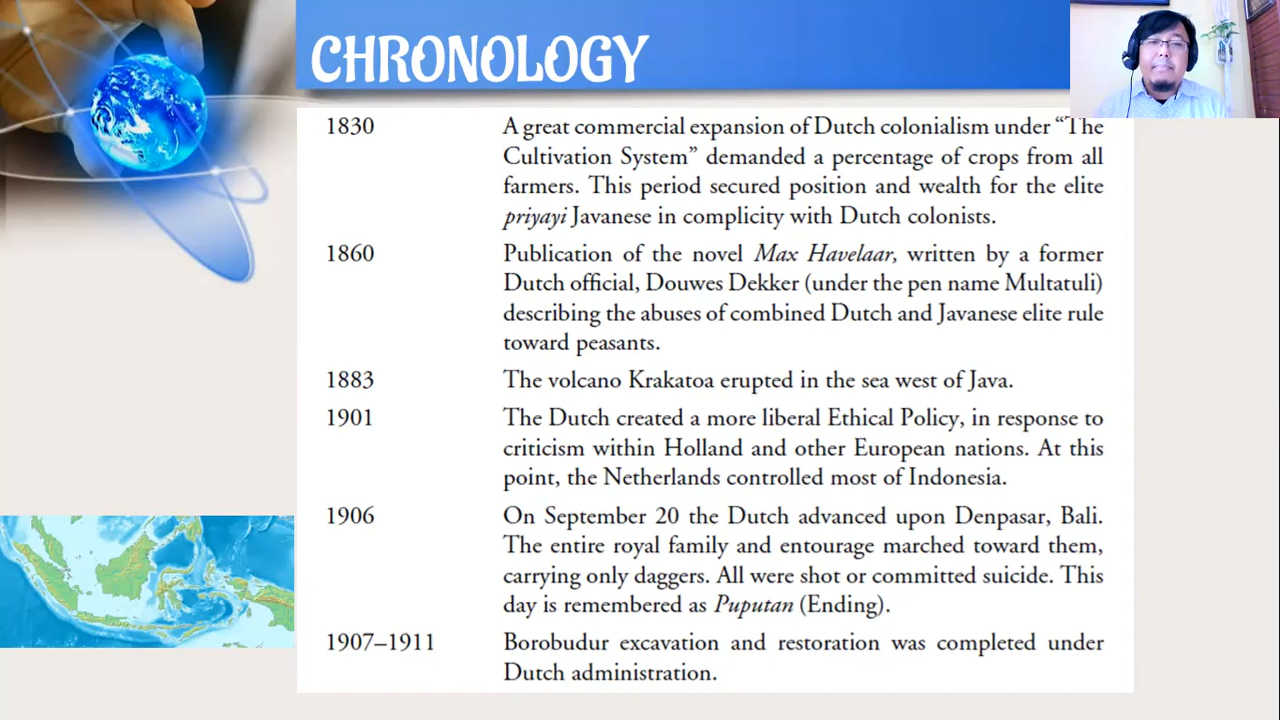 CHRONOLOGY
1830 A great commercial expansion of Dutch colonialism under “The
Cultivation System” demanded a percentage of crops from all
farmers. This period secured position and wealth for the elite
priyayi Javanese in complicity with Dutch colonists.
1860 Publication of the novel Max Havelaar, written by a former
Dutch official, Douwes Dekker (under the pen name Multatuli)
describing the abuses of combined Dutch and Javanese elite rule
toward peasants.
1883 The volcano Krakatoa erupted in the sea west of Java.
1901 The Dutch created a more liberal Ethical Policy, in response to
criticism within Holland and other European nations. At this
point, the Netherlands controlled most of Indonesia.
1906 On September 20 the Dutch advanced upon Denpasar, Bali.
The entire royal family and entourage marched toward them,
carrying only daggers. All were shot or committed suicide. This
day is remembered as Puputan (Ending).
1907–1911 Borobudur excavation and restoration was completed under
Dutch administration.